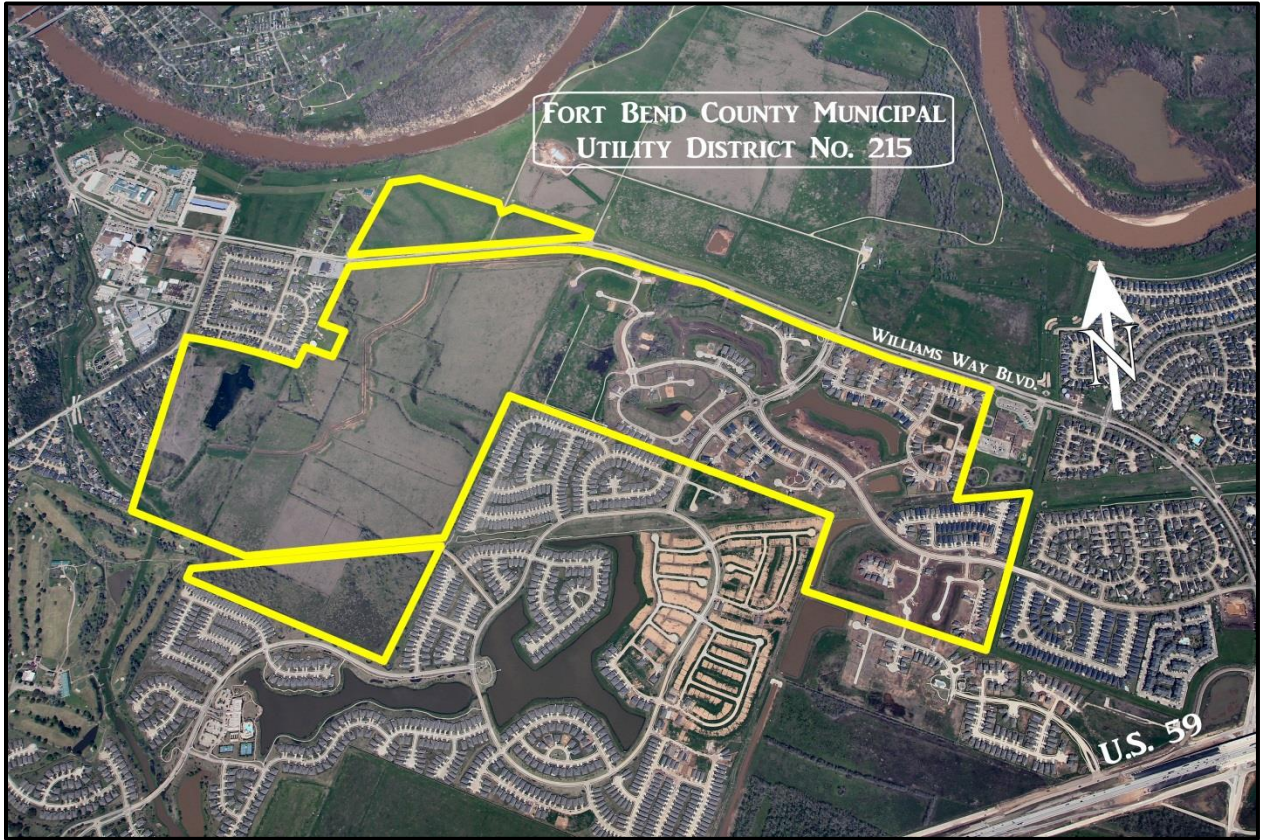 FORT BEND COUNTY MUNICIPAL
UTILITY DISTRICT NO. 215
WILLIAMS WAY BLVD.
N
U.S. 59